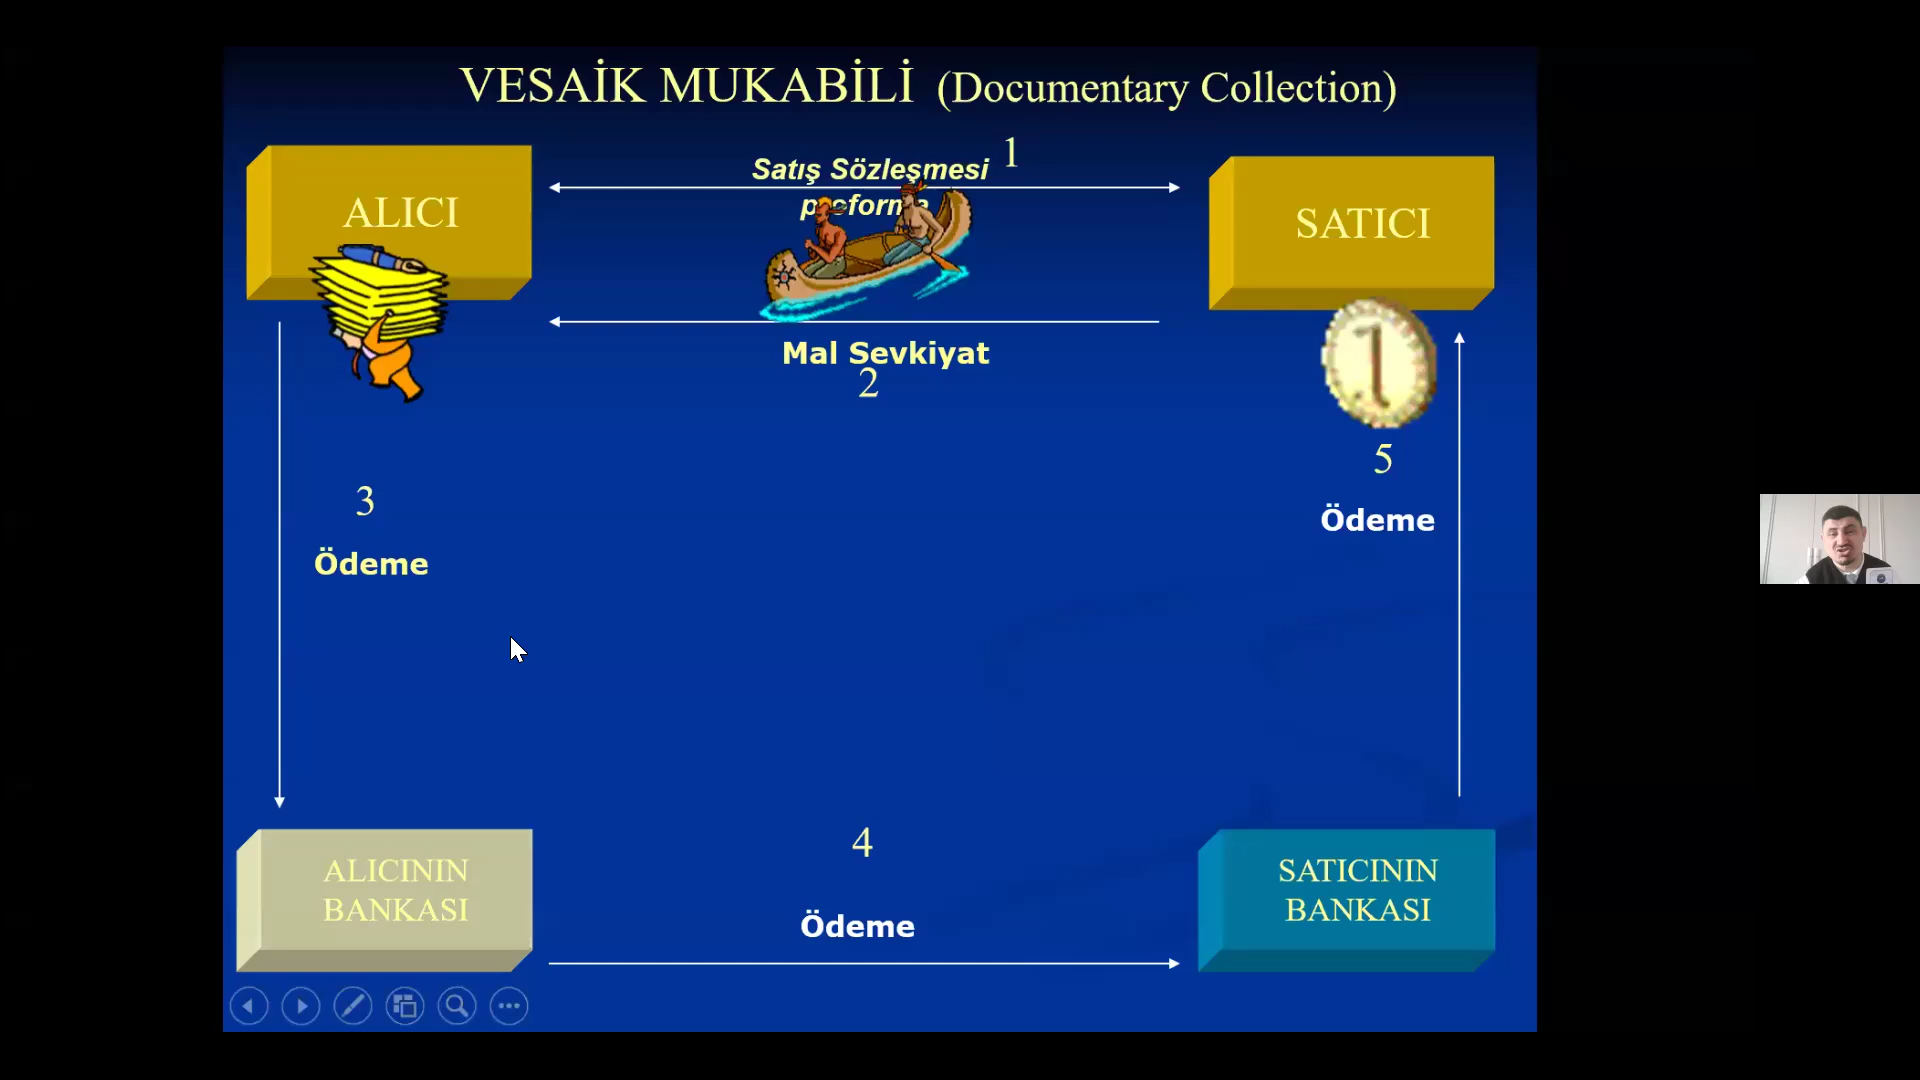 VESAİK MUKABİLİ (Documentary Collection)
1
Satış Sözleşmesi
ALICI
SATICI
Mal Sevkiyat
2
5
3
Ödeme
Ödeme
4
ALICININ
BANKASI
SATICININ
BANKASI
Ödeme